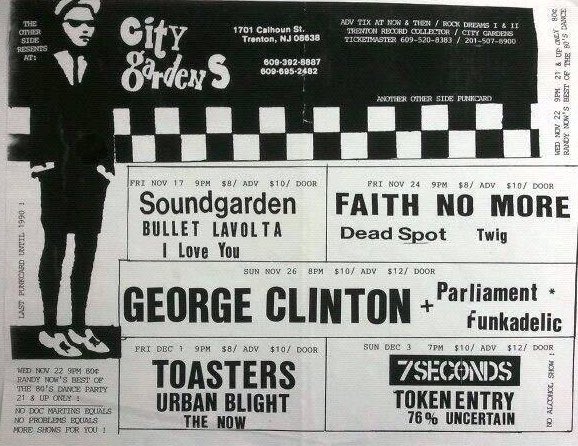 THE
OTHER
SIDE
RESENTS
AT:
City
gardens
1701 Calhoun St.
Trenton, NJ 08638
609-392-8887
609-695-2482
ADV TIX AT NOW & THEN / ROCK DREAMS I & II
TRENTON RECORD COLLECTOR / CITY GARDENS
TICKETMASTER 609-520-8383 / 201-507-8900
ANOTHER OTHER SIDE PUNKCARD
WED NOV 22 9PM 21 & UP ONLY 80¢
RANDY NOW'S BEST OF THE 80'S DANCE
LAST PUNKCARD UNTIL 1990 !
FRI NOV 17 9PM $8/ ADV $10/ DOOR
Soundgarden
BULLET LAVOLTA
I Love You
FRI NOV 24 9PM $8/ ADV $10/ DOOR
FAITH NO MORE
Dead Spot Twig
SUN NOV 26 8PM $10/ ADV $12/ DOOR
GEORGE CLINTON + Parliament *
Funkadelic
FRI DEC 1 9PM $8/ ADV $10/ DOOR
TOASTERS
URBAN BLIGHT
THE NOW
SUN DEC 3 7PM $10/ ADV $12/ DOOR
7SECONDS
TOKEN ENTRY
76% UNCERTAIN
NO ALCOHOL SHOW !
WED NOV 22 9PM 80¢
RANDY NOW'S BEST OF
THE 80'S DANCE PARTY
21 & UP ONLY !
NO DOC MARTINS EQUALS
NO PROBLEMS EQUALS
MORE SHOWS FOR YOU !